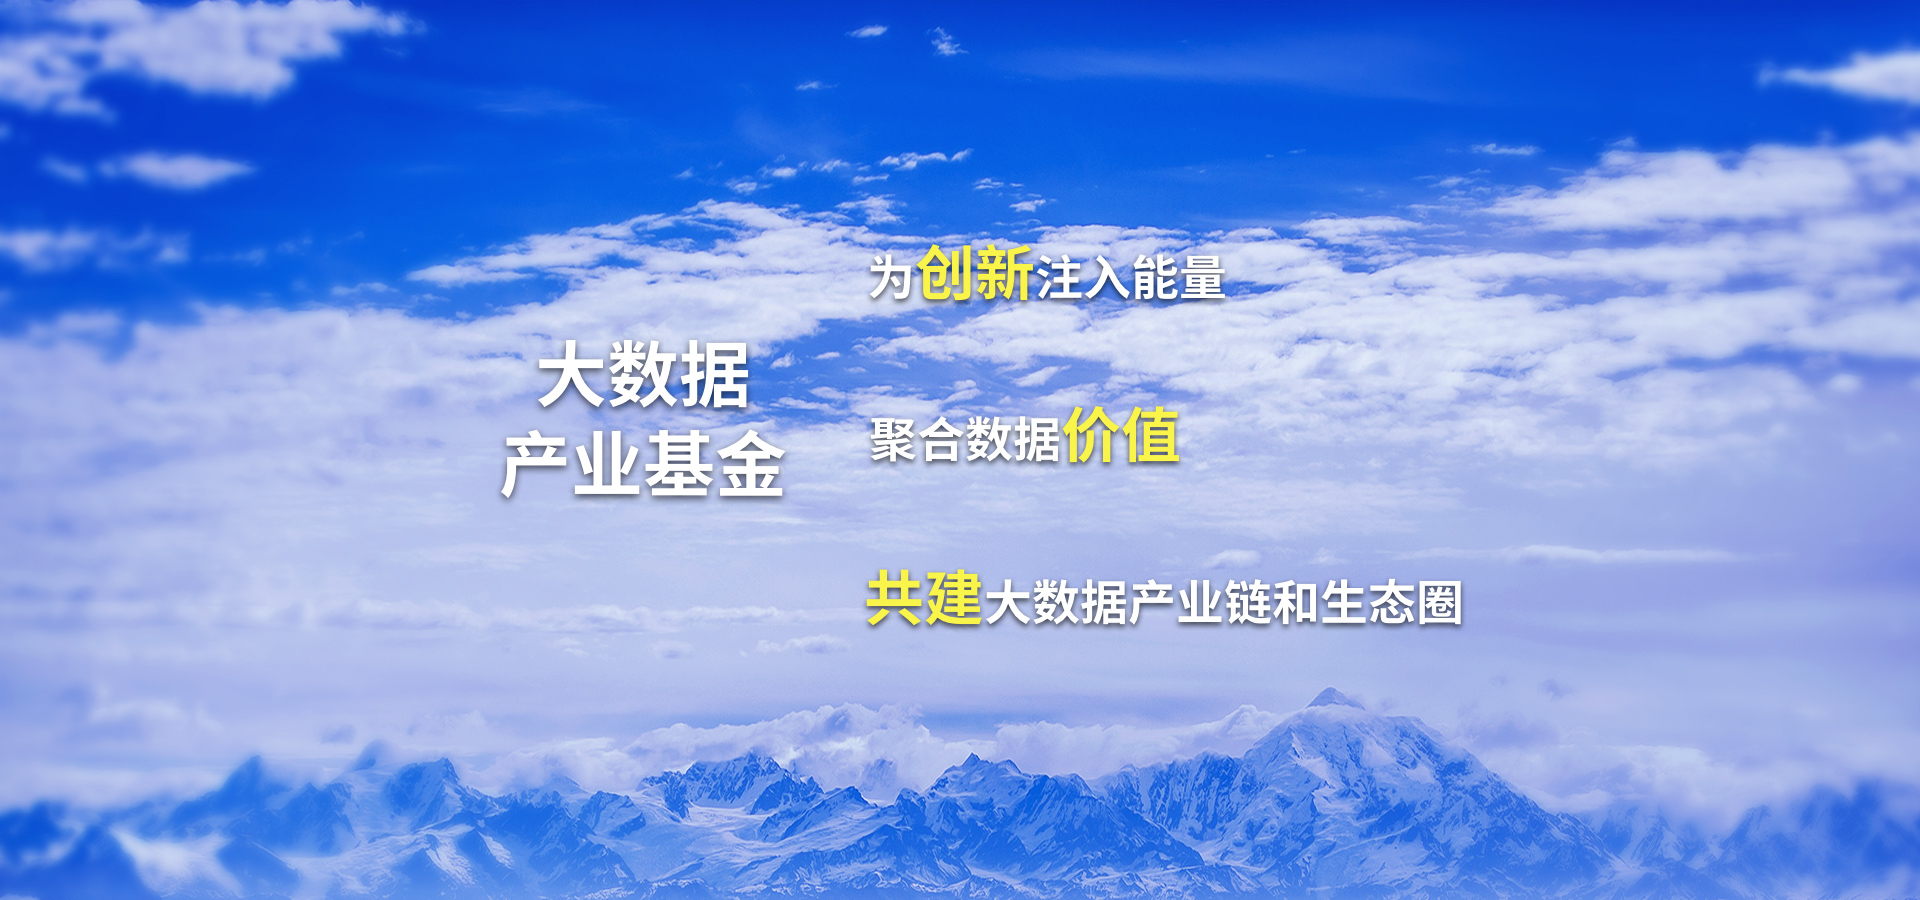 大数据
产业基金
为创新注入能量
聚合数据价值
共建大数据产业链和生态圈